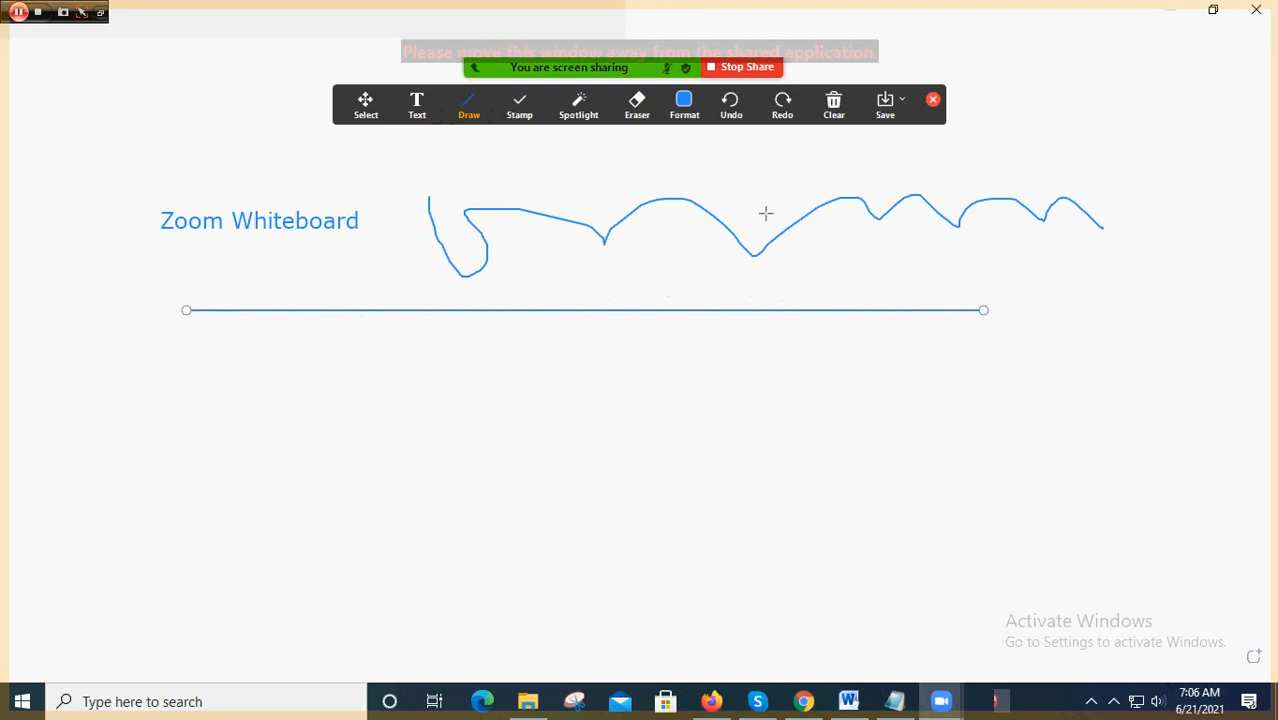 Please move this window away from the shared application.
You are screen sharing
Stop Share
Select
Text
Draw
Stamp
Spotlight
Eraser
Format
Undo
Redo
Clear
Save
Zoom Whiteboard
Activate Windows
Go to Settings to activate Windows.
Type here to search
7:06 AM
6/21/2021